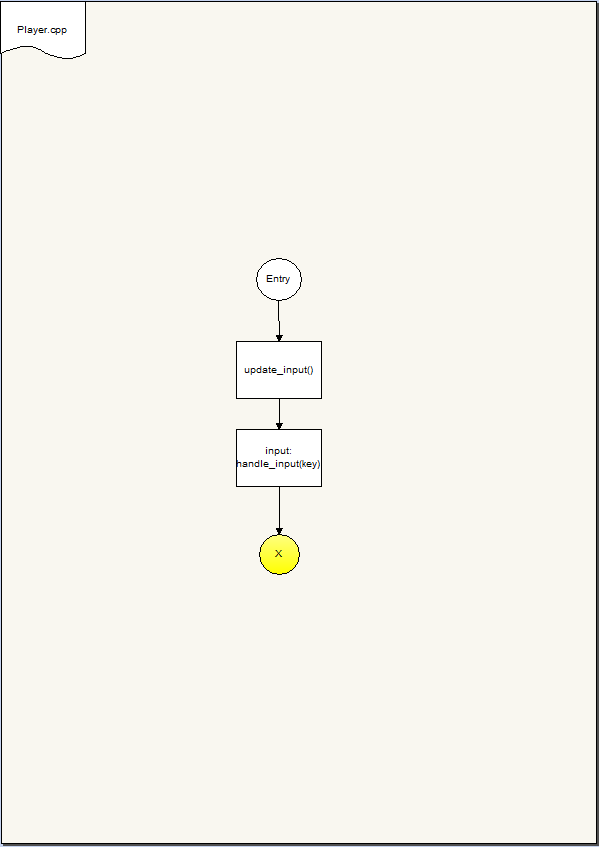 Player.cpp
Entry
update_input()
input:
handle_input(key)
X